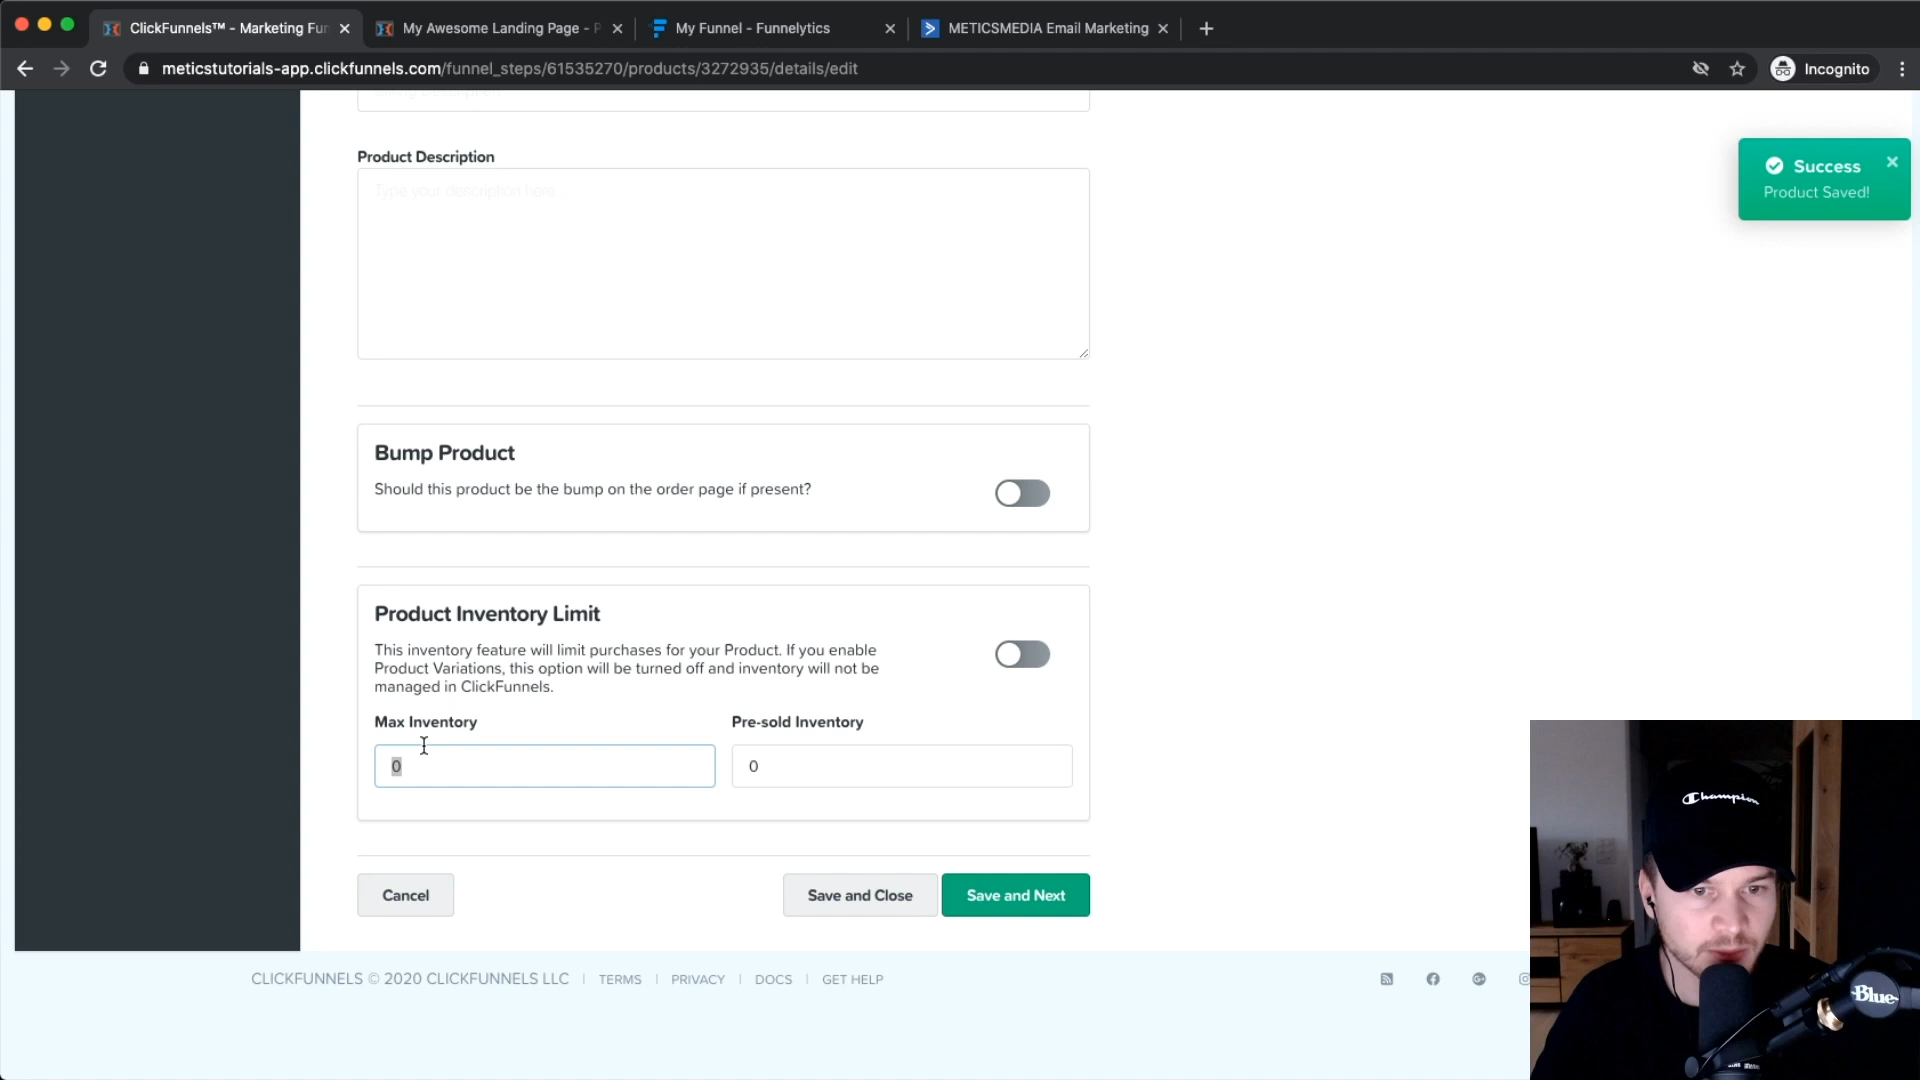 ClickFunnels™ - Marketing Fun
My Awesome Landing Page - P
My Funnel - Funnelytics
METICSMEDIA Email Marketing
meticstutorials-app.clickfunnels.com/funnel_steps/61535270/products/3272935/details/edit
Incognito
Success
Product Saved!
Product Description
Type your description here ...
Bump Product
Should this product be the bump on the order page if present?
Product Inventory Limit
This inventory feature will limit purchases for your Product. If you enable
Product Variations, this option will be turned off and inventory will not be
managed in ClickFunnels.
Max Inventory
Pre-sold Inventory
0
0
Cancel
Save and Close
Save and Next
CLICKFUNNELS © 2020 CLICKFUNNELS LLC
TERMS
PRIVACY
DOCS
GET HELP
Champion
Blue